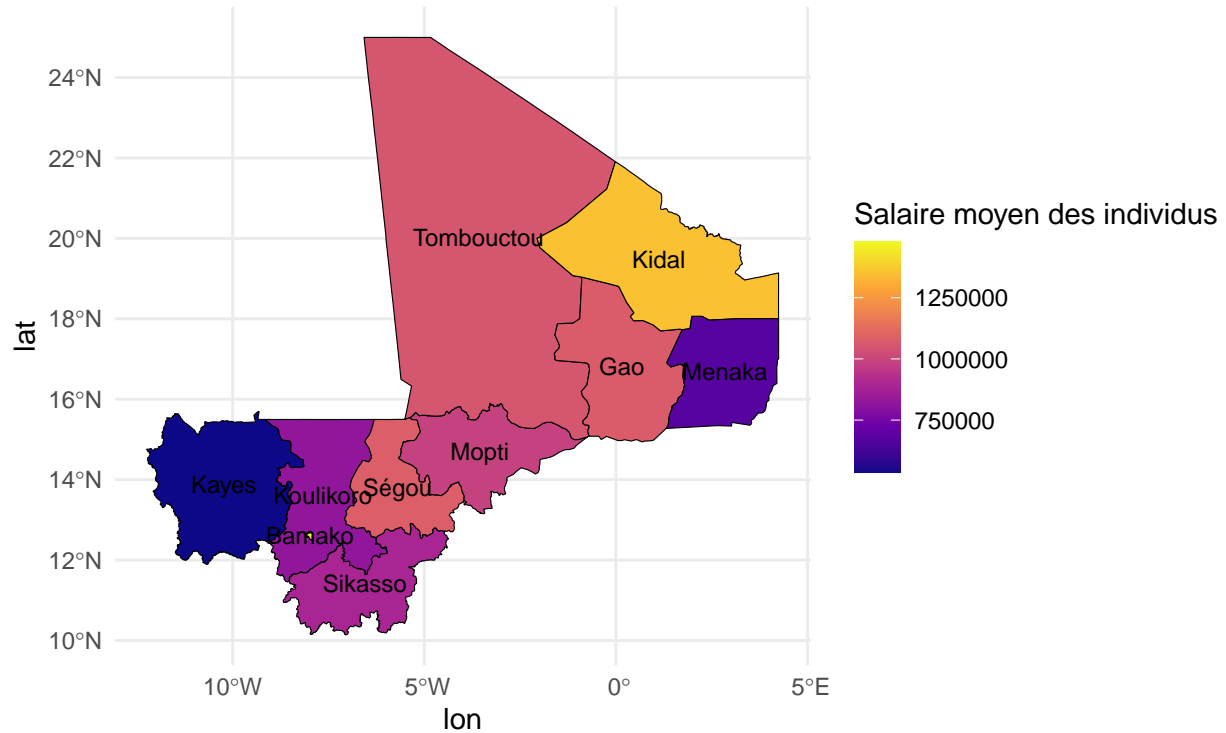 24°N
22°N
20°N
18°N
16°N
14°N
12°N
10°N
lat
Tombouctou
Kidal
Gao
Menaka
Mopti
Kayes
Koulikoro
Ségou
Bamako
Sikasso
10°W
5°W
0°
5°E
lon
Salaire moyen des individus
1250000
1000000
750000